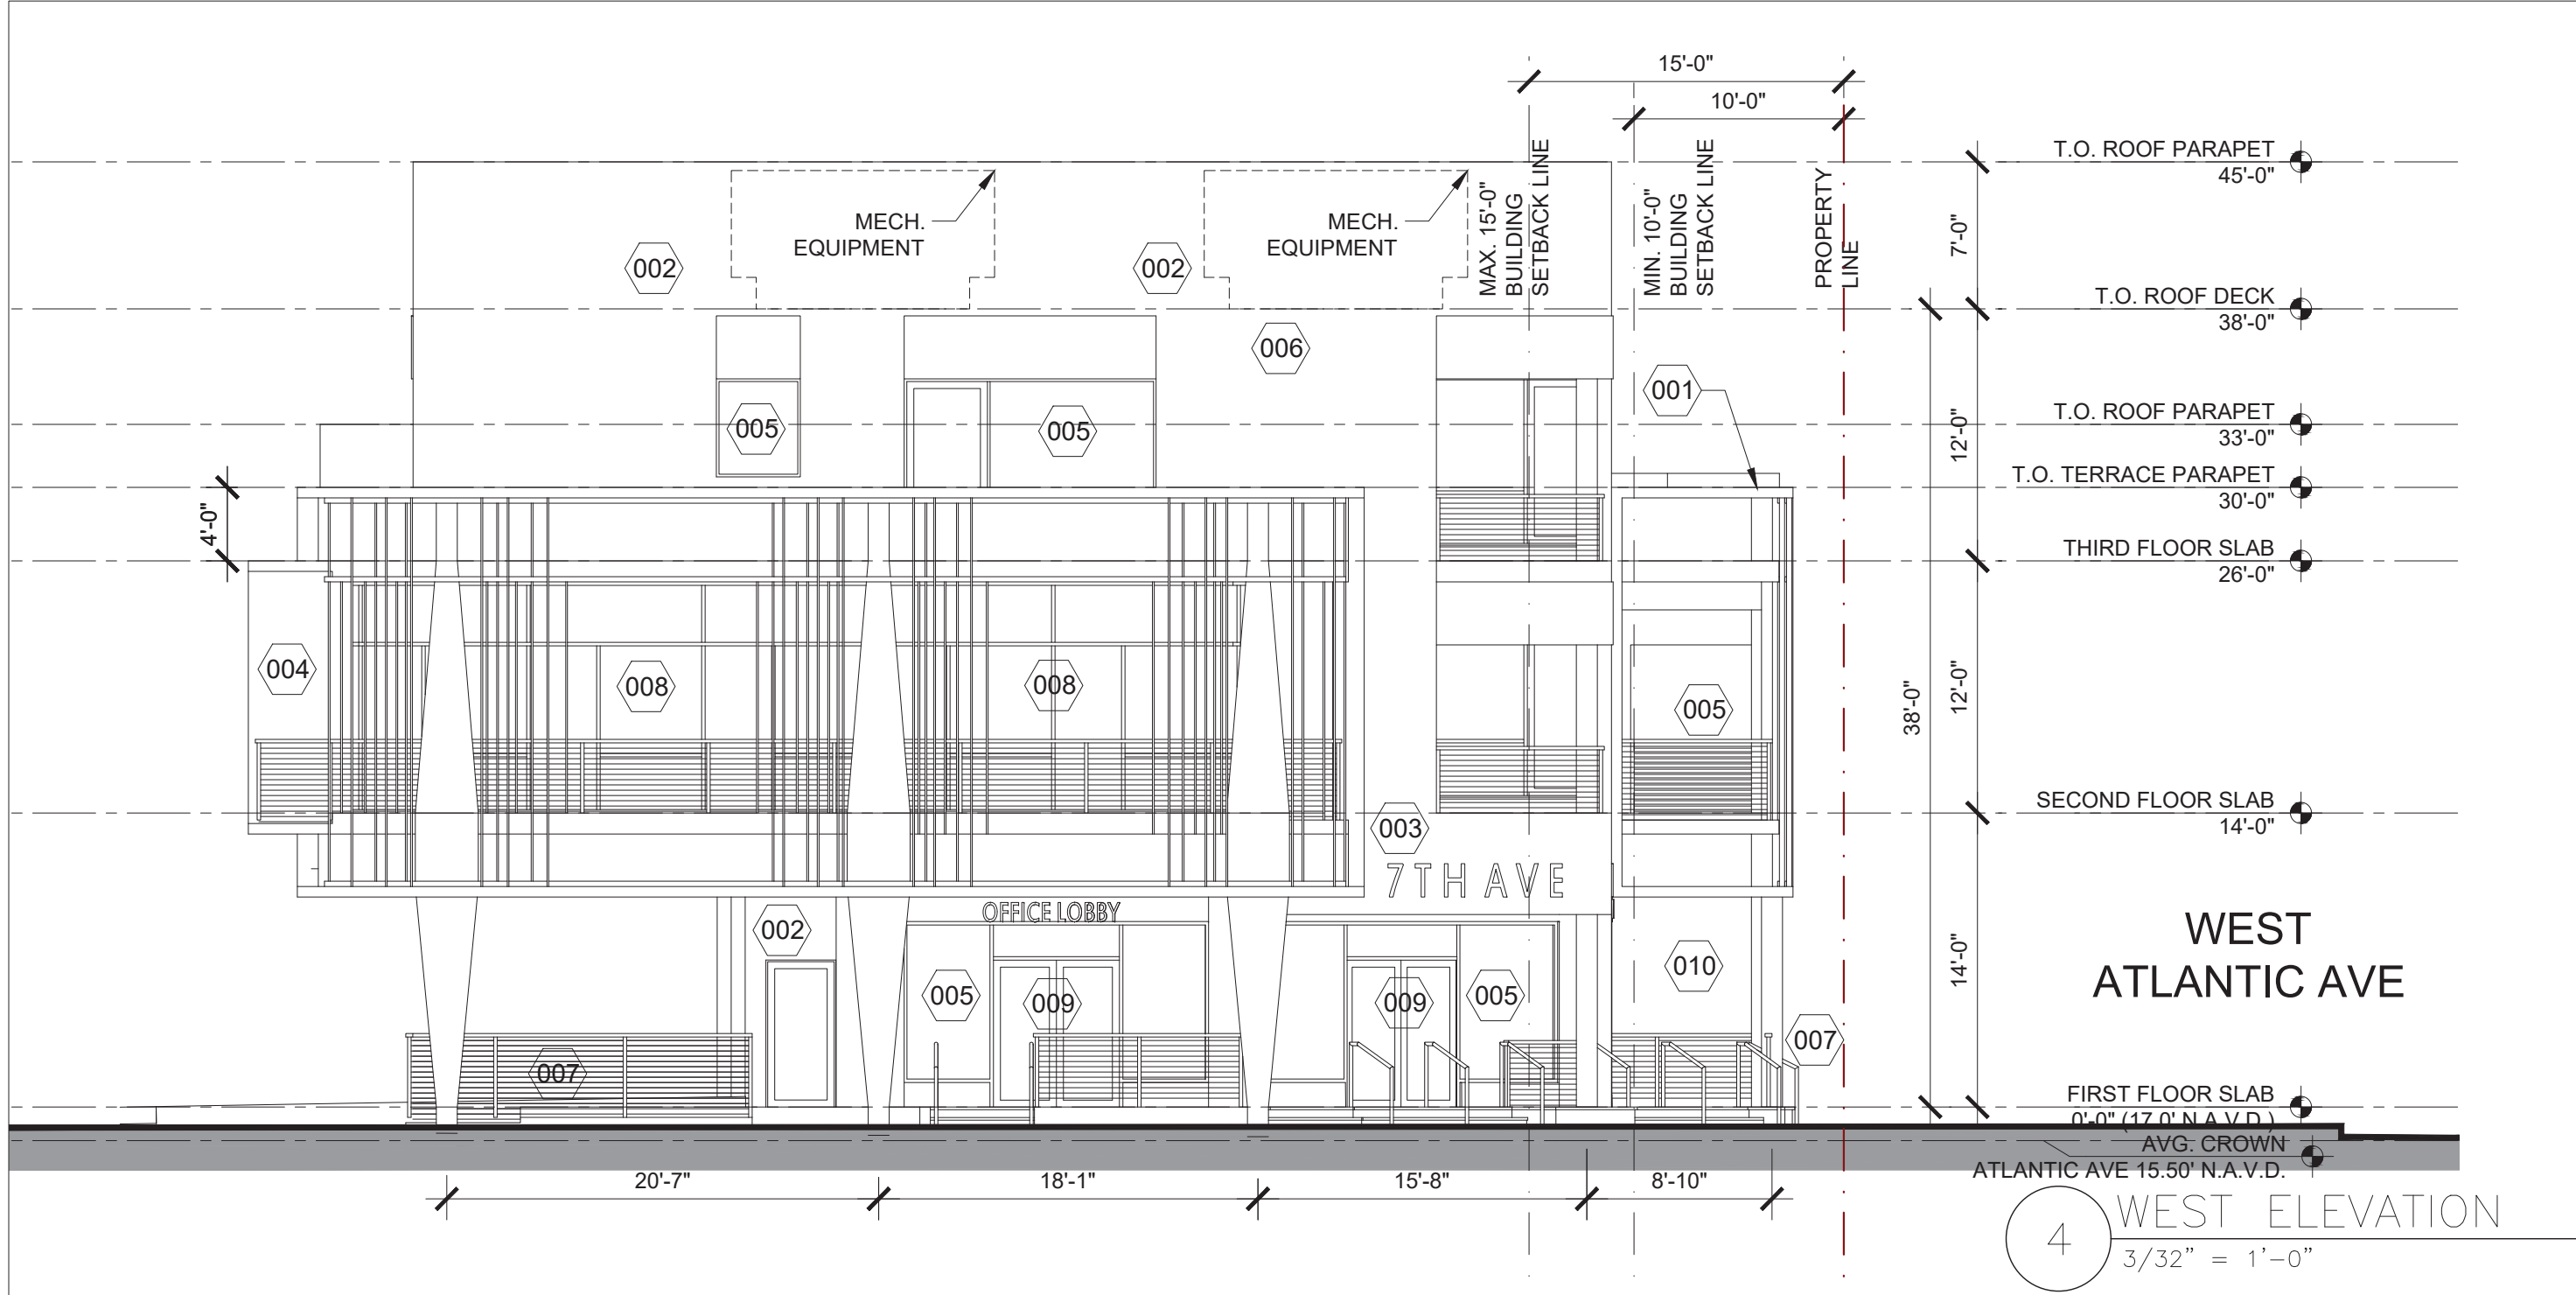 15'-0"
10'-0"
MAX. 15'-0"
BUILDING
SETBACK LINE
MIN. 10'-0"
BUILDING
SETBACK LINE
PROPERTY
LINE
T.O. ROOF PARAPET
45'-0"
7'-0"
MECH.
EQUIPMENT
MECH.
EQUIPMENT
002
002
T.O. ROOF DECK
38'-0"
006
001
005
005
12'-0"
T.O. ROOF PARAPET
33'-0"
T.O. TERRACE PARAPET
30'-0"
4'-0"
THIRD FLOOR SLAB
26'-0"
004
008
008
005
38'-0"
12'-0"
SECOND FLOOR SLAB
14'-0"
003
7TH AVE
OFFICE LOBBY
002
005
009
009
005
010
14'-0"
WEST
ATLANTIC AVE
007
007
FIRST FLOOR SLAB
0'-0" (17.0' N.A.V.D.)
AVG. CROWN
ATLANTIC AVE 15.50' N.A.V.D.
20'-7"
18'-1"
15'-8"
8'-10"
4
WEST ELEVATION
3/32" = 1'-0"